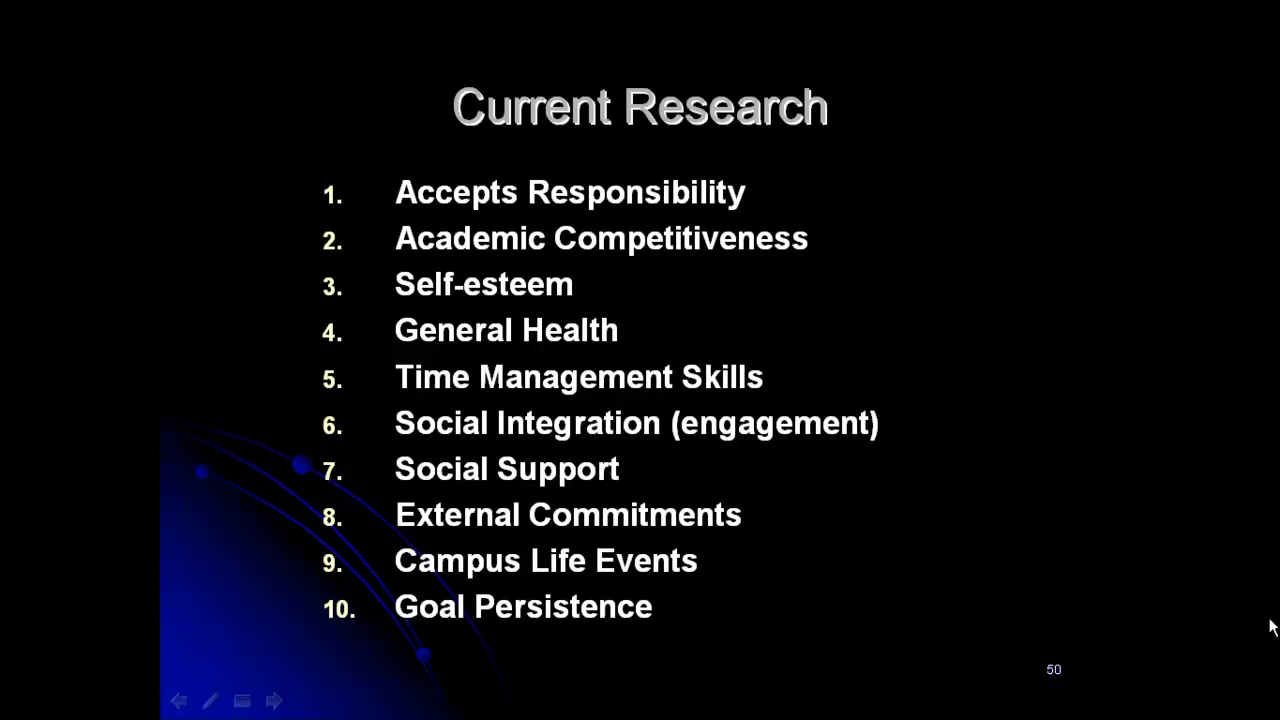 Current Research
1. Accepts Responsibility
2. Academic Competitiveness
3. Self-esteem
4. General Health
5. Time Management Skills
6. Social Integration (engagement)
7. Social Support
8. External Commitments
9. Campus Life Events
10. Goal Persistence
50